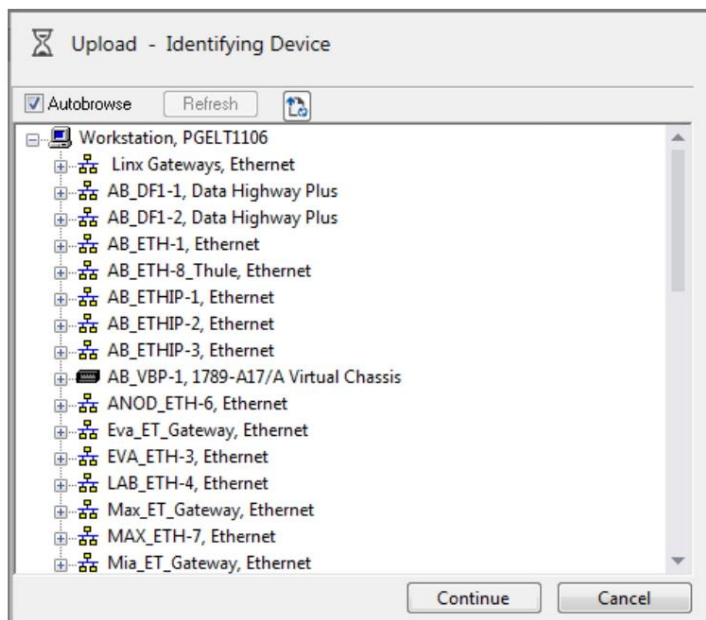 Upload - Identifying Device
Autobrowse Refresh
Workstation, PGELT1106
Linx Gateways, Ethernet
AB_DF1-1, Data Highway Plus
AB_DF1-2, Data Highway Plus
AB_ETH-1, Ethernet
AB_ETH-8_Thule, Ethernet
AB_ETHIP-1, Ethernet
AB_ETHIP-2, Ethernet
AB_ETHIP-3, Ethernet
AB_VBP-1, 1789-A17/A Virtual Chassis
ANOD_ETH-6, Ethernet
Eva_ET_Gateway, Ethernet
EVA_ETH-3, Ethernet
LAB_ETH-4, Ethernet
Max_ET_Gateway, Ethernet
MAX_ETH-7, Ethernet
Mia_ET_Gateway, Ethernet
Continue Cancel